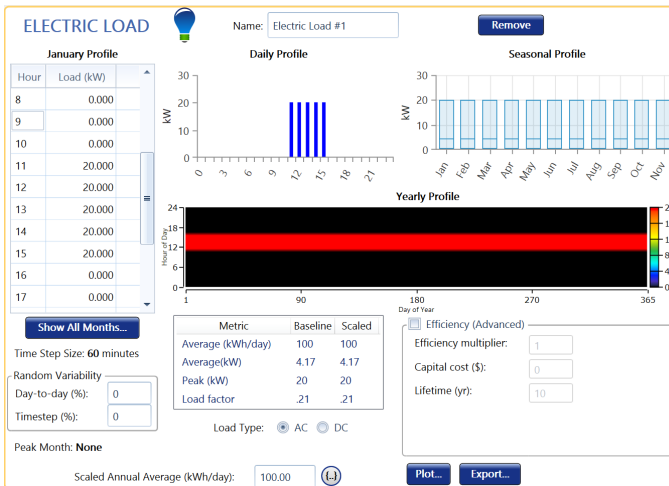 ELECTRIC LOAD
Name: Electric Load #1
Remove
January Profile
Hour Load (kW)
8 0.000
9 0.000
10 0.000
11 20.000
12 20.000
13 20.000
14 20.000
15 20.000
16 0.000
17 0.000
Show All Months...
Time Step Size: 60 minutes
Random Variability
Day-to-day (%): 0
Timestep (%): 0
Peak Month: None
Daily Profile
kW
30
20
10
0
0 3 6 9 12 15 18 21
Seasonal Profile
kW
30
20
10
0
Jan Feb Mar Apr May Jun Jul Aug Sep Oct Nov
Yearly Profile
Hour of Day
24
18
12
6
0
1 90 180 270 365
Day of Year
Metric Baseline Scaled
Average (kWh/day) 100 100
Average(kW) 4.17 4.17
Peak (kW) 20 20
Load factor .21 .21
Load Type: AC DC
Efficiency (Advanced)
Efficiency multiplier: 1
Capital cost ($): 0
Lifetime (yr): 10
Scaled Annual Average (kWh/day): 100.00 {..}
Plot... Export...